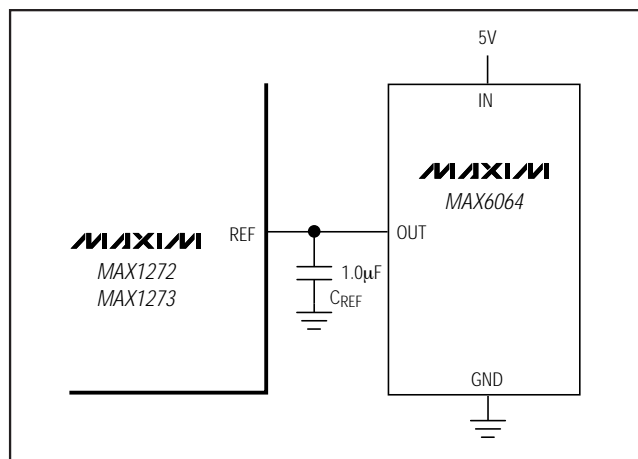 5V
IN
MAXIM
MAX6064
REF
OUT
MAXIM
MAX1272
MAX1273
1.0µF
CREF
GND